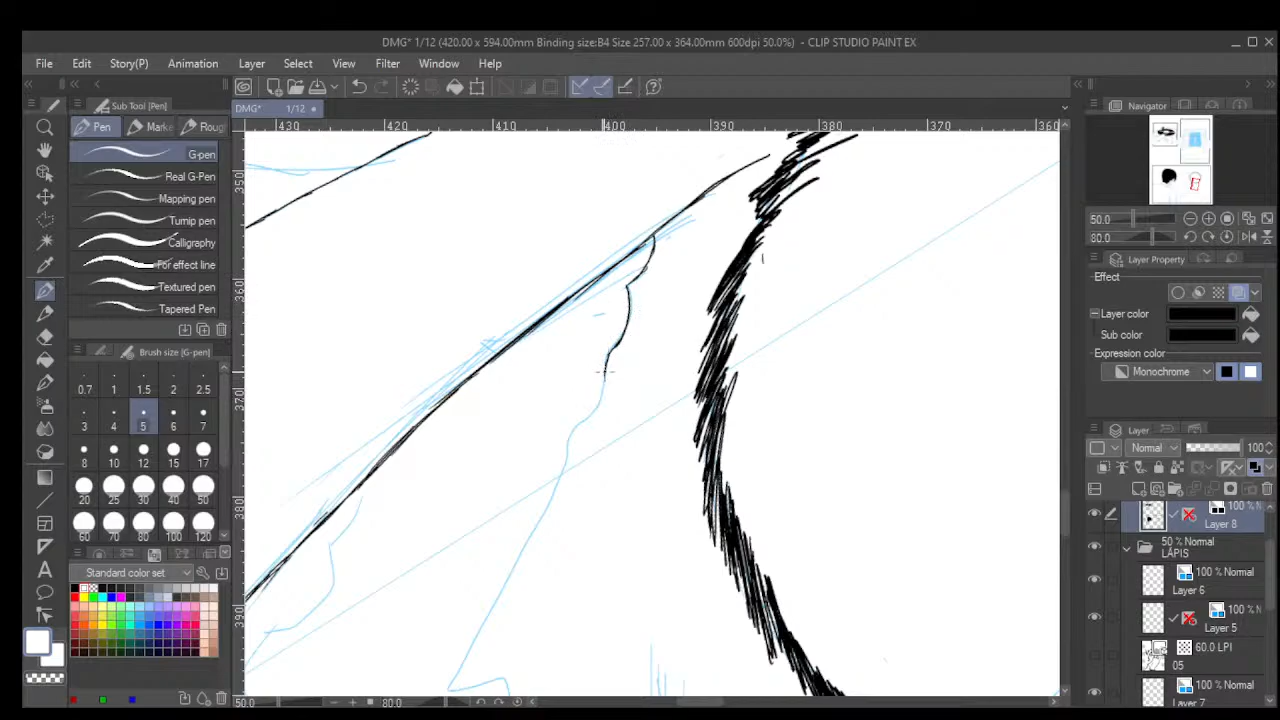 DMG* 1/12 (420.00 x 594.00mm Binding size:B4 Size 257.00 x 364.00mm 600dpi 50.0%) - CLIP STUDIO PAINT EX
File Edit Story(P) Animation Layer Select View Filter Window Help
Sub Tool [Pen]
Pen Marke Roug
G-pen
Real G-Pen
Mapping pen
Turnip pen
Calligraphy
For effect line
Textured pen
Tapered Pen
Brush size [G-pen]
0.7 1 1.5 2 2.5
3 4 5 6 7
8 10 12 15 17
20 25 30 40 50
60 70 80 100 120
Standard color set
DMG* 1/12
430 420 410 400 390 380 370 360
350
360
370
380
390
50.0 80.0
Navigator
50.0
80.0
Layer Property
Effect
Layer color
Sub color
Expression color
Monochrome
Layer
Normal 100
100 % N
Layer 8
50 % Normal
LÁPIS
100 % Normal
Layer 6
100 % N
Layer 5
60.0 LPI
05
100 % Normal
Layer 7